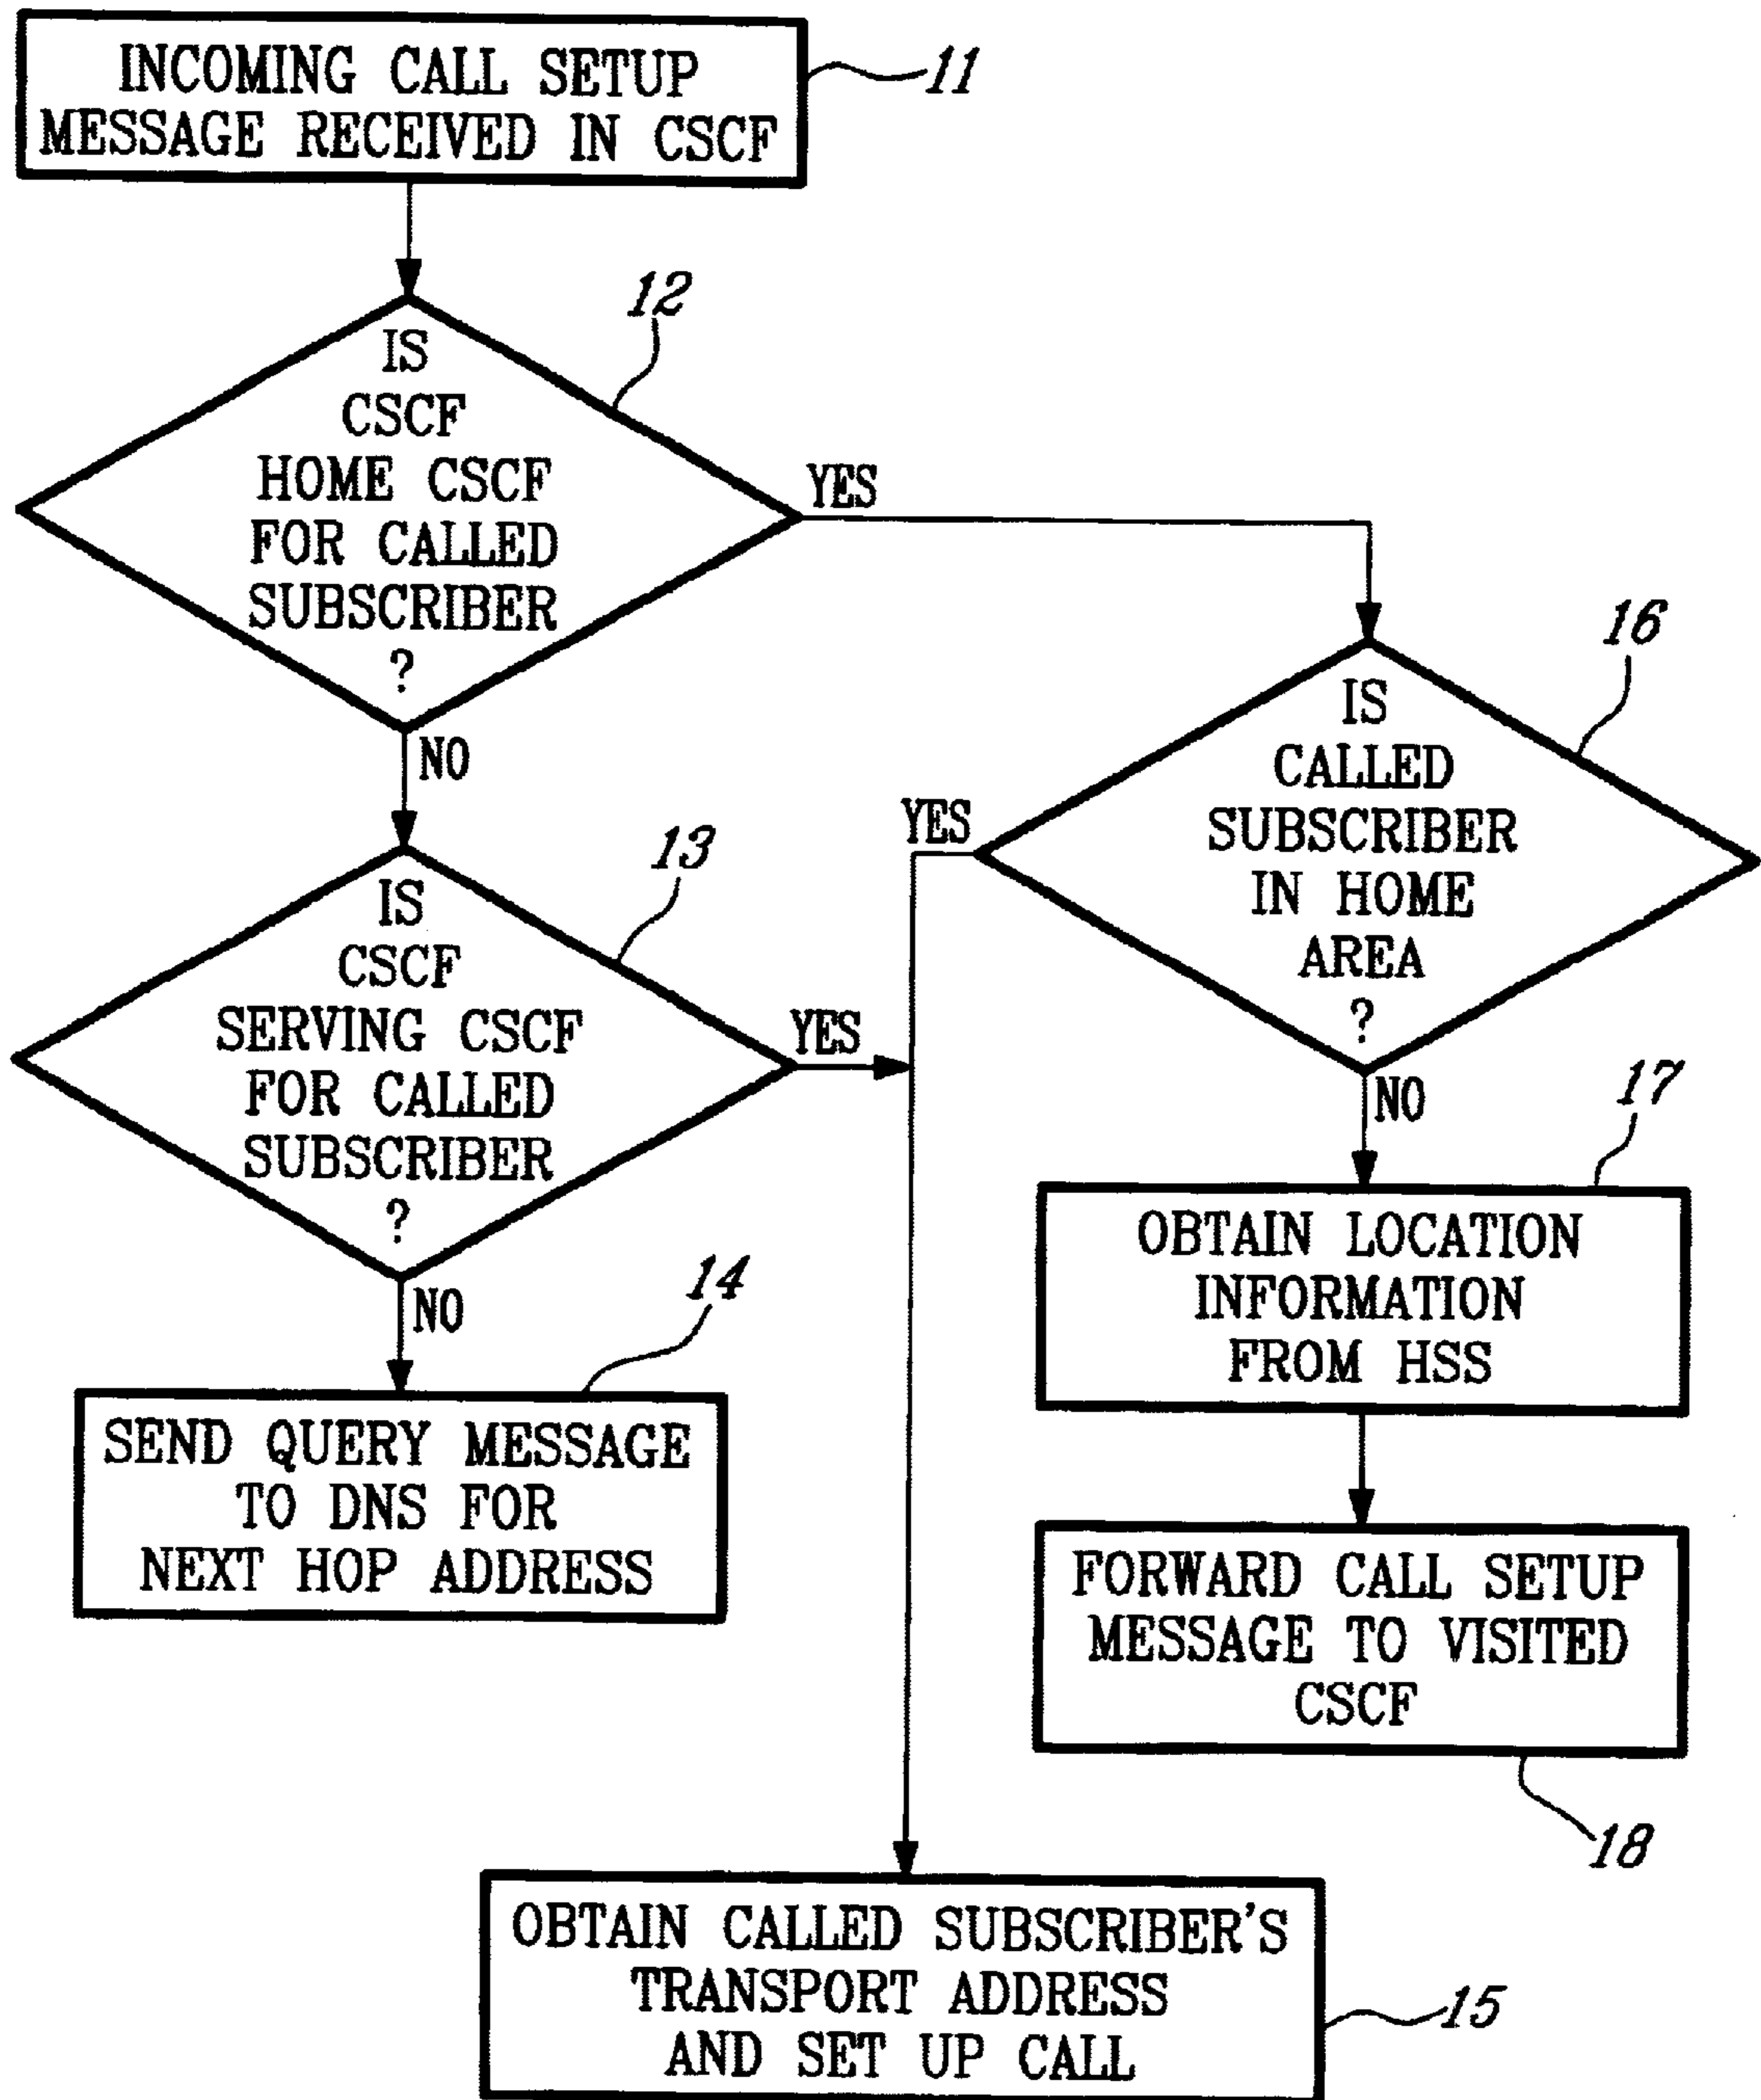 INCOMING CALL SETUP
MESSAGE RECEIVED IN CSCF
11
IS
CSCF
HOME CSCF
FOR CALLED
SUBSCRIBER
?
12
YES
NO
IS
CSCF
SERVING CSCF
FOR CALLED
SUBSCRIBER
?
13
YES
NO
SEND QUERY MESSAGE
TO DNS FOR
NEXT HOP ADDRESS
14
IS
CALLED
SUBSCRIBER
IN HOME
AREA
?
16
YES
NO
OBTAIN LOCATION
INFORMATION
FROM HSS
17
FORWARD CALL SETUP
MESSAGE TO VISITED
CSCF
18
OBTAIN CALLED SUBSCRIBER'S
TRANSPORT ADDRESS
AND SET UP CALL
15